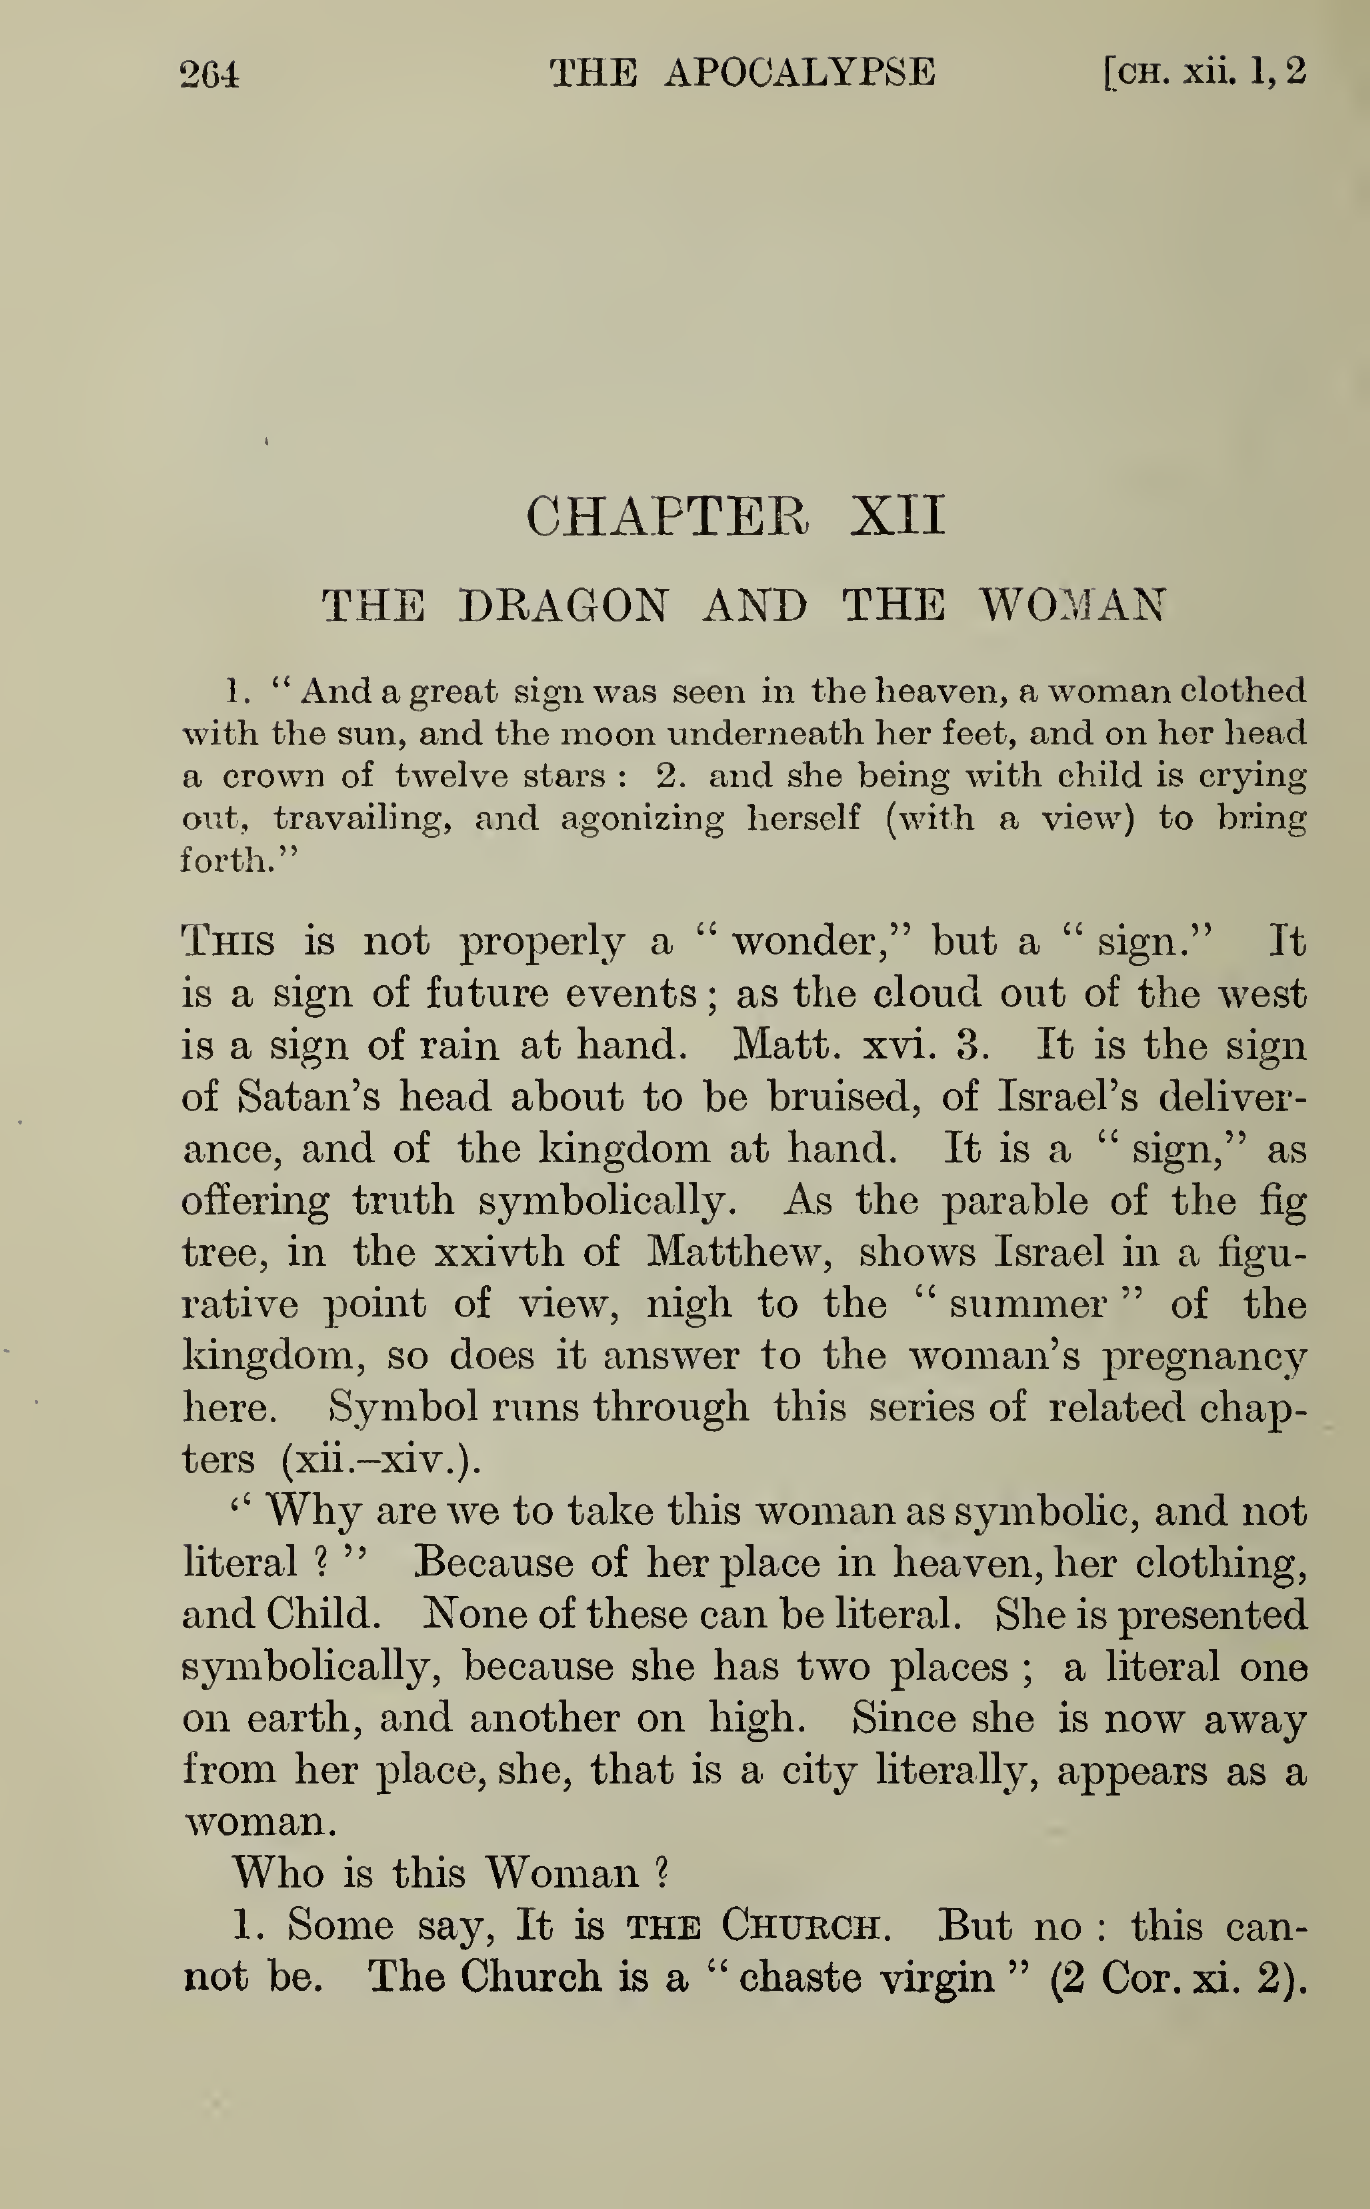 264 THE APOCALYPSE [CH. xii. 1, 2
CHAPTER XII
THE DRAGON AND THE WOMAN
1. “ And a great sign was seen in the heaven, a woman clothed
with the sun, and the moon underneath her feet, and on her head
a crown of twelve stars : 2. and she being with child is crying
out, travailing, and agonizing herself (with a view) to bring
forth.”
THIS is not properly a “ wonder,” but a “ sign.” It
is a sign of future events ; as the cloud out of the west
is a sign of rain at hand. Matt. xvi. 3. It is the sign
of Satan’s head about to be bruised, of Israel’s deliver-
ance, and of the kingdom at hand. It is a “ sign,” as
offering truth symbolically. As the parable of the fig
tree, in the xxivth of Matthew, shows Israel in a figu-
rative point of view, nigh to the “ summer ” of the
kingdom, so does it answer to the woman’s pregnancy
here. Symbol runs through this series of related chap-
ters (xii.–xiv.).
“ Why are we to take this woman as symbolic, and not
literal ? ” Because of her place in heaven, her clothing,
and Child. None of these can be literal. She is presented
symbolically, because she has two places ; a literal one
on earth, and another on high. Since she is now away
from her place, she, that is a city literally, appears as a
woman.
Who is this Woman ?
1. Some say, It is THE CHURCH. But no : this can-
not be. The Church is a “ chaste virgin ” (2 Cor. xi. 2).